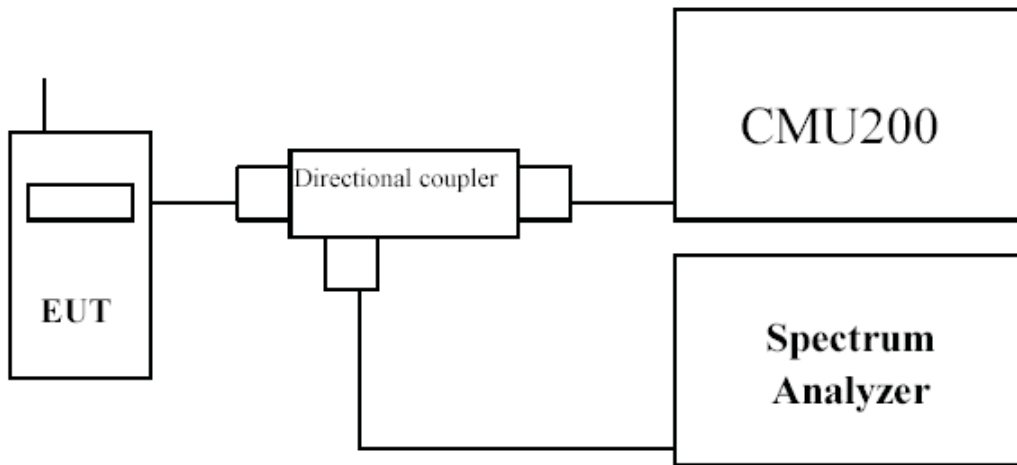 CMU200
Directional coupler
EUT
Spectrum
Analyzer